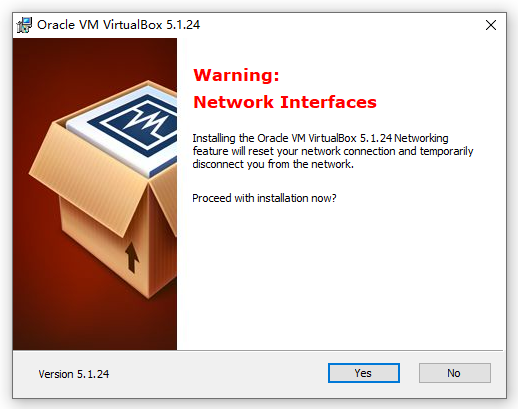 Oracle VM VirtualBox 5.1.24
Warning:
Network Interfaces
Installing the Oracle VM VirtualBox 5.1.24 Networking
feature will reset your network connection and temporarily
disconnect you from the network.
Proceed with installation now?
Version 5.1.24
Yes
No